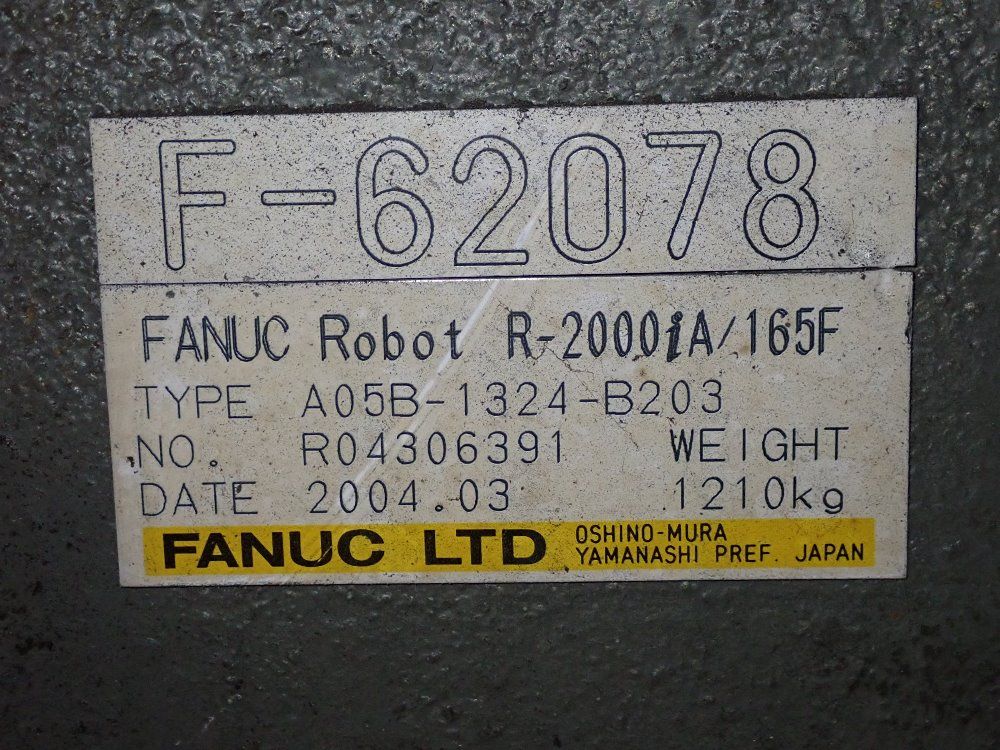 F-62078
FANUC Robot R-2000iA/165F
TYPE A05B-1324-B203
NO. R04306391 WEIGHT
DATE 2004.03 1210kg
FANUC LTD OSHINO-MURA
YAMANASHI PREF. JAPAN